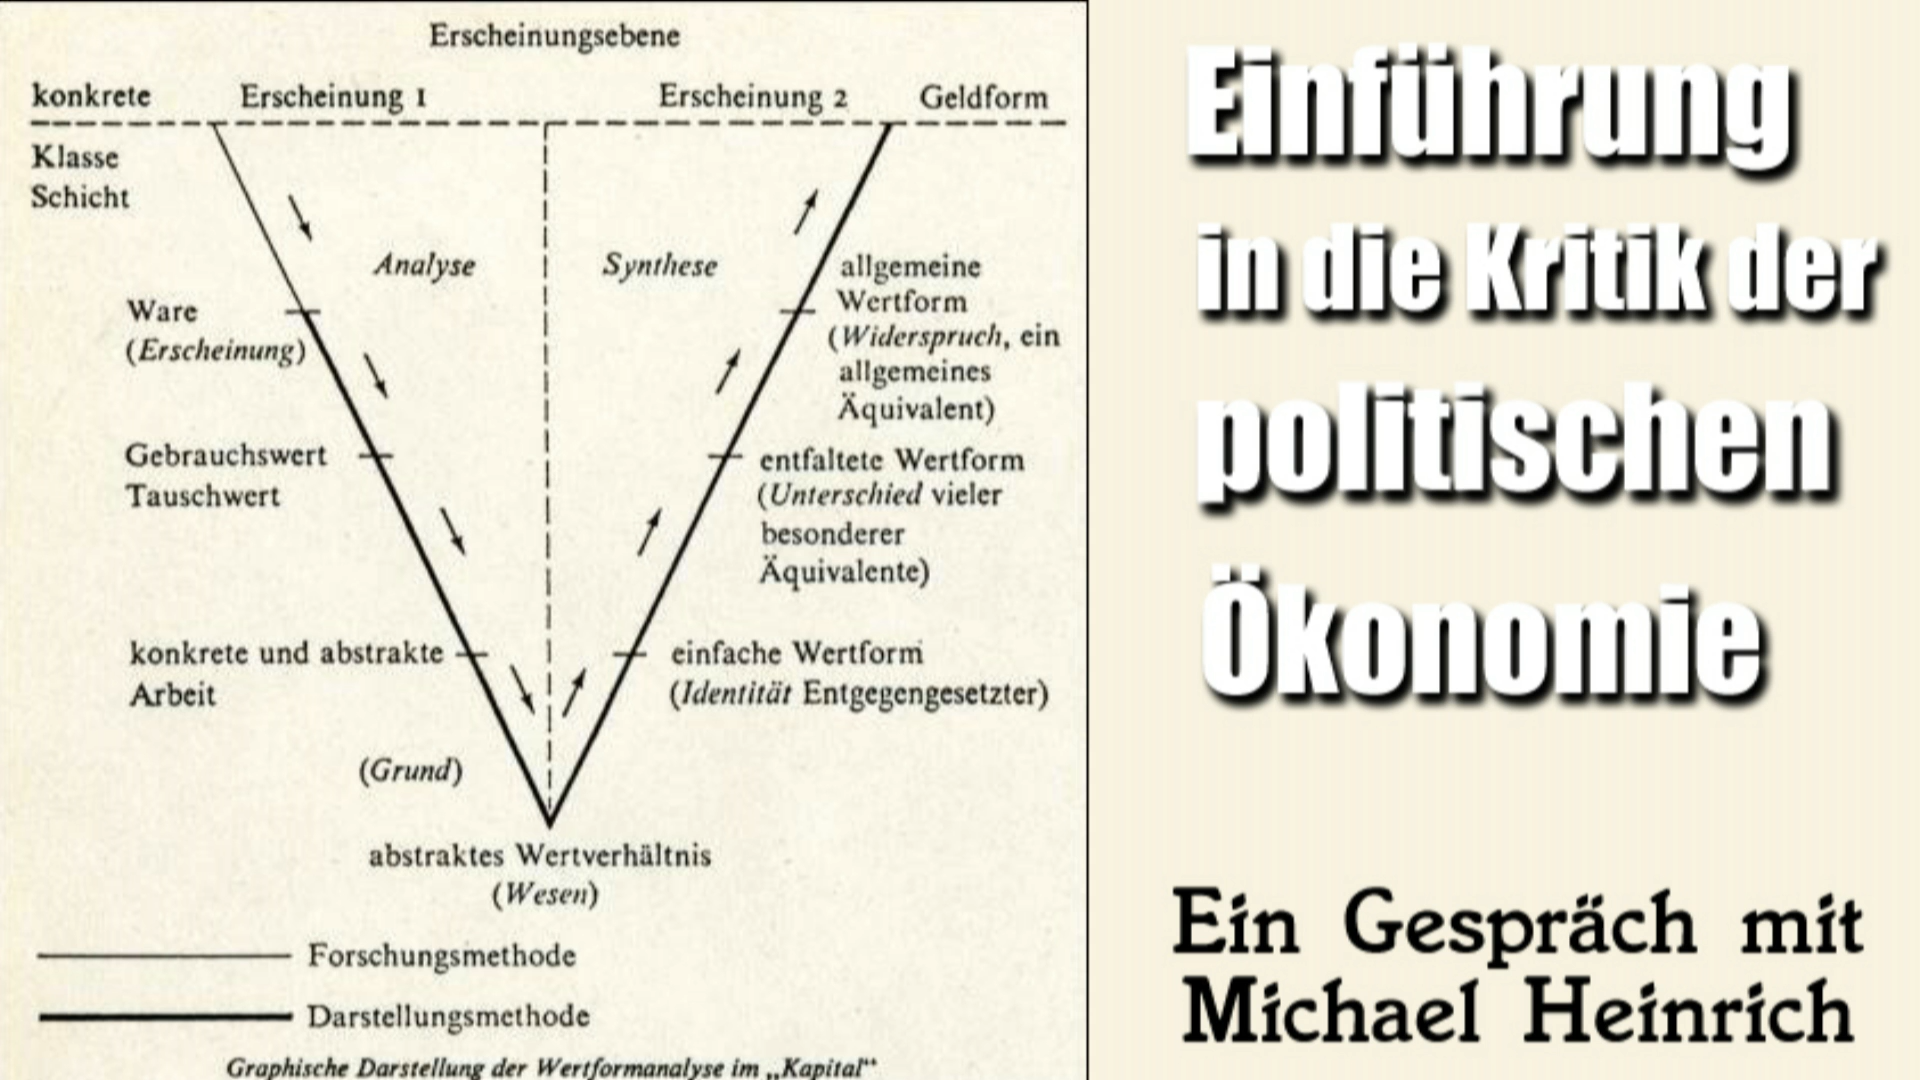 Erscheinungsebene
konkrete Erscheinung 1 Erscheinung 2 Geldform
Klasse
Schicht
Analyse Synthese
Ware
(Erscheinung)
allgemeine
Wertform
(Widerspruch, ein
allgemeines
Äquivalent)
Gebrauchswert
Tauschwert
entfaltete Wertform
(Unterschied vieler
besonderer
Äquivalente)
konkrete und abstrakte
Arbeit
einfache Wertform
(Identität Entgegengesetzter)
(Grund)
abstraktes Wertverhältnis
(Wesen)
Forschungsmethode
Darstellungsmethode
Graphische Darstellung der Wertformanalyse im „Kapital“
Einführung
in die Kritik der
politischen
Ökonomie
Ein Gespräch mit
Michael Heinrich